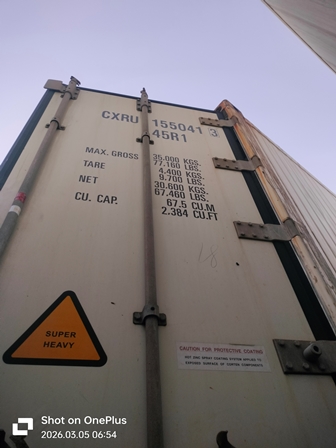 CXRU 155041 3
45R1
MAX. GROSS 35.000 KGS.
77.160 LBS.
TARE 4.400 KGS.
9.700 LBS.
NET 30.600 KGS.
67.460 LBS.
CU. CAP. 67.5 CU.M
2.384 CU.FT
SUPER
HEAVY
CAUTION FOR PROTECTIVE COATING
Shot on OnePlus
2026.03.05 06:54